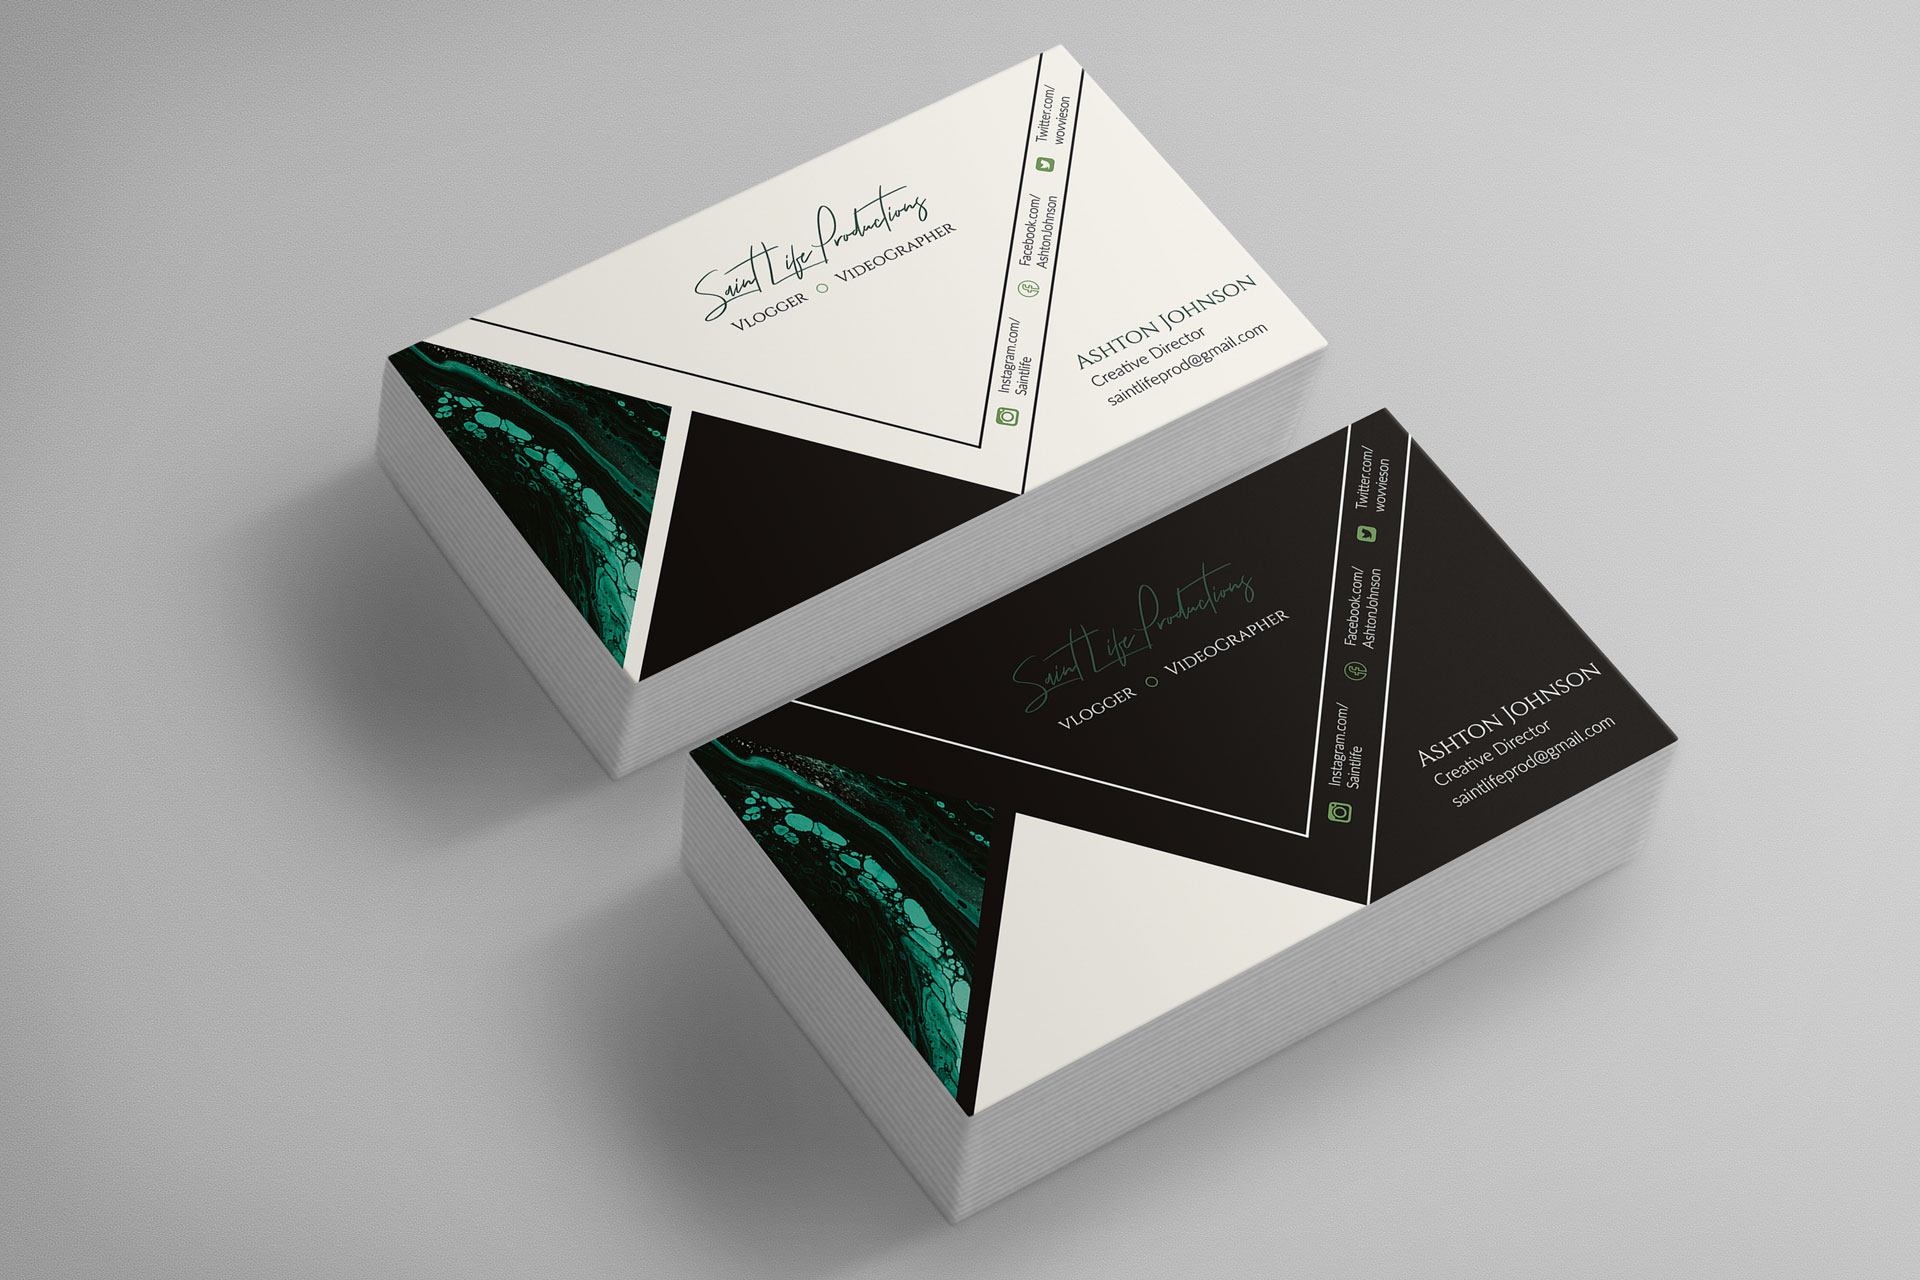 Saint Life Productions
Vlogger VideoGrapher
Twitter.com/
wovvieson
Facebook.com/
AshtonJohnson
Instagram.com/
Saintlife
Ashton Johnson
Creative Director
saintlifeprod@gmail.com
Saint Life Productions
Vlogger VideoGrapher
Twitter.com/
wovvieson
Facebook.com/
AshtonJohnson
Instagram.com/
Saintlife
Ashton Johnson
Creative Director
saintlifeprod@gmail.com